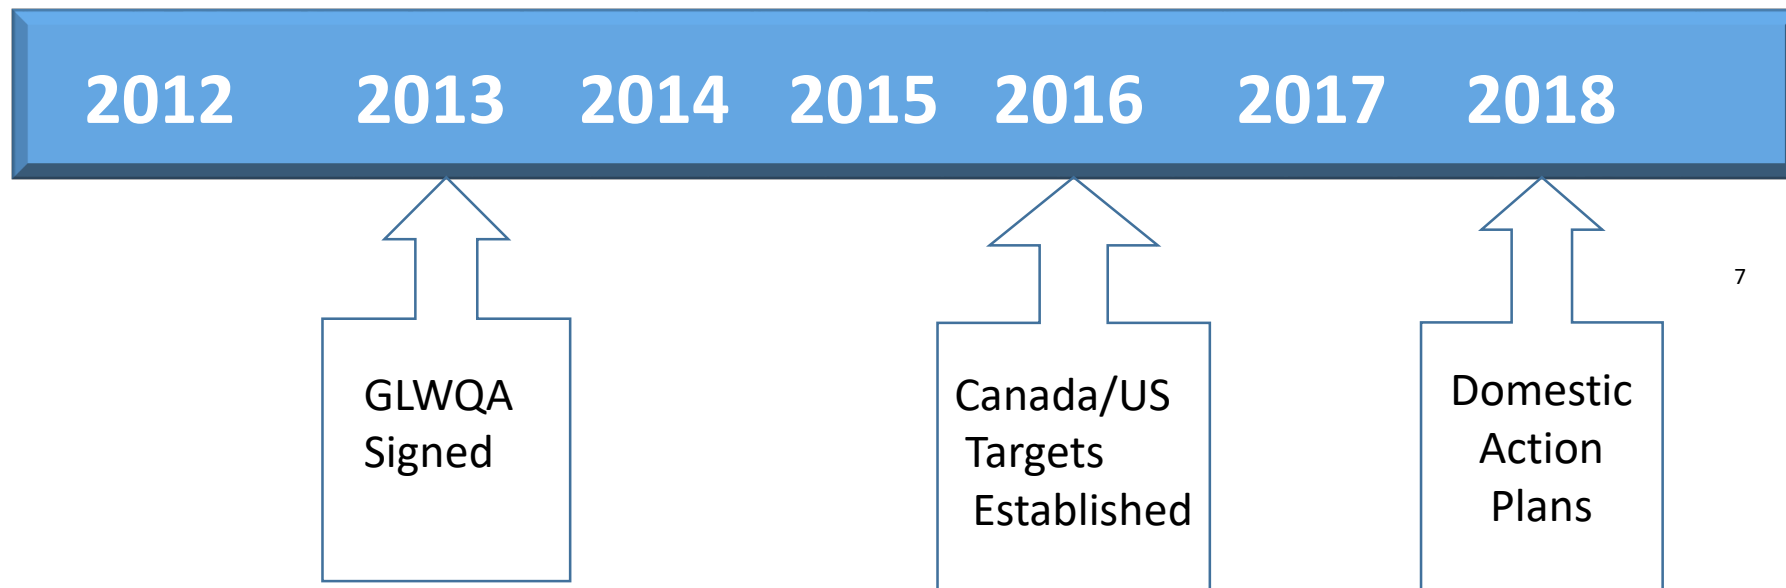 2012 2013 2014 2015 2016 2017 2018
7
GLWQA
Signed
Canada/US
Targets
Established
Domestic
Action
Plans